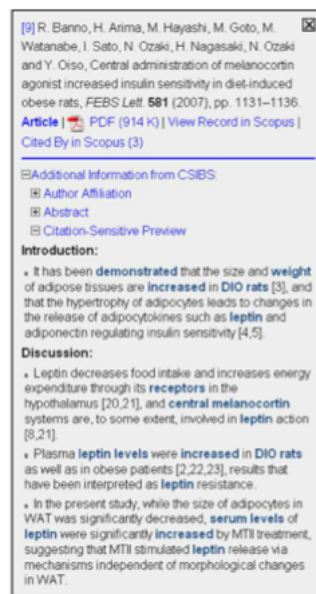 [9] R. Banno, H. Arima, M. Hayashi, M. Goto, M.
Watanabe, I. Sato, N. Ozaki, H. Nagasaki, N. Ozaki
and Y. Oiso, Central administration of melanocortin
agonist increased insulin sensitivity in diet-induced
obese rats, FEBS Lett. 581 (2007), pp. 1131–1136.
Article | PDF (914 K) | View Record in Scopus |
Cited By in Scopus (3)
Additional Information from CSIBS:
Author Affiliation
Abstract
Citation-Sensitive Preview
Introduction:
▪ It has been demonstrated that the size and weight
of adipose tissues are increased in DIO rats [3], and
that the hypertrophy of adipocytes leads to changes in
the release of adipocytokines such as leptin and
adiponectin regulating insulin sensitivity [4,5].
Discussion:
▪ Leptin decreases food intake and increases energy
expenditure through its receptors in the
hypothalamus [20,21], and central melanocortin
systems are, to some extent, involved in leptin action
[8,21].
▪ Plasma leptin levels were increased in DIO rats
as well as in obese patients [2,22,23], results that
have been interpreted as leptin resistance.
▪ In the present study, while the size of adipocytes in
WAT was significantly decreased, serum levels of
leptin were significantly increased by MTII treatment,
suggesting that MTII stimulated leptin release via
mechanisms independent of morphological changes
in WAT.